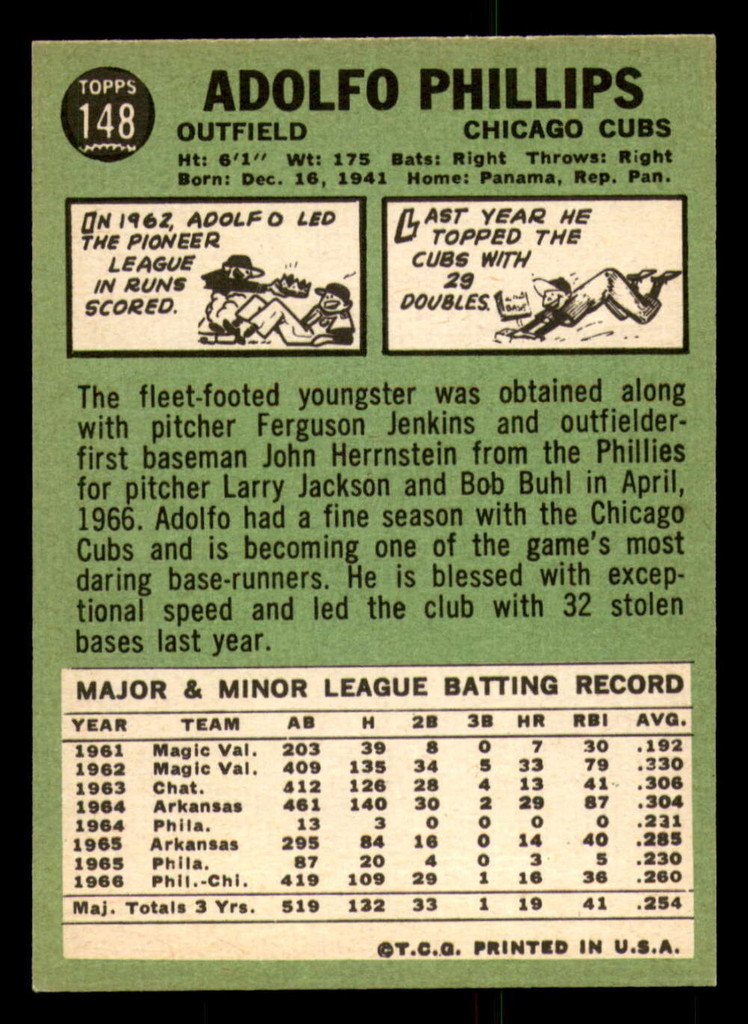 TOPPS
148
ADOLFO PHILLIPS
OUTFIELD CHICAGO CUBS
Ht: 6'1" Wt: 175 Bats: Right Throws: Right
Born: Dec. 16, 1941 Home: Panama, Rep. Pan.
IN 1962, ADOLFO LED
THE PIONEER
LEAGUE
IN RUNS
SCORED.
LAST YEAR HE
TOPPED THE
CUBS WITH
29
DOUBLES.
The fleet-footed youngster was obtained along
with pitcher Ferguson Jenkins and outfielder-
first baseman John Herrnstein from the Phillies
for pitcher Larry Jackson and Bob Buhl in April,
1966. Adolfo had a fine season with the Chicago
Cubs and is becoming one of the game's most
daring base-runners. He is blessed with excep-
tional speed and led the club with 32 stolen
bases last year.
MAJOR & MINOR LEAGUE BATTING RECORD
YEAR TEAM AB H 2B 3B HR RBI AVG.
1961 Magic Val. 203 39 8 0 7 30 .192
1962 Magic Val. 409 135 34 5 33 79 .330
1963 Chat. 412 126 28 4 13 41 .306
1964 Arkansas 461 140 30 2 29 87 .304
1964 Phila. 13 3 0 0 0 0 .231
1965 Arkansas 295 84 16 0 14 40 .285
1965 Phila. 87 20 4 0 3 5 .230
1966 Phil.-Chi. 419 109 29 1 16 36 .260
Maj. Totals 3 Yrs. 519 132 33 1 19 41 .254
©T.C.G. PRINTED IN U.S.A.